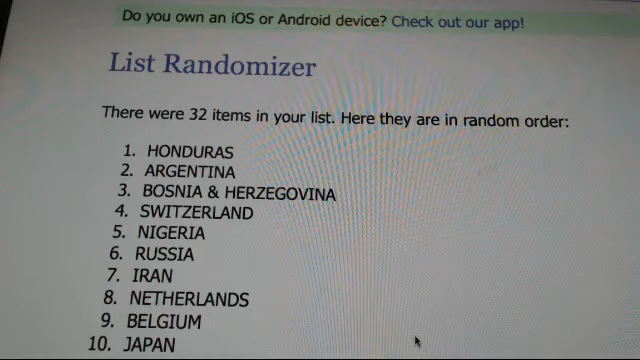 Do you own an iOS or Android device? Check out our app!
List Randomizer
There were 32 items in your list. Here they are in random order:
1. HONDURAS
2. ARGENTINA
3. BOSNIA & HERZEGOVINA
4. SWITZERLAND
5. NIGERIA
6. RUSSIA
7. IRAN
8. NETHERLANDS
9. BELGIUM
10. JAPAN